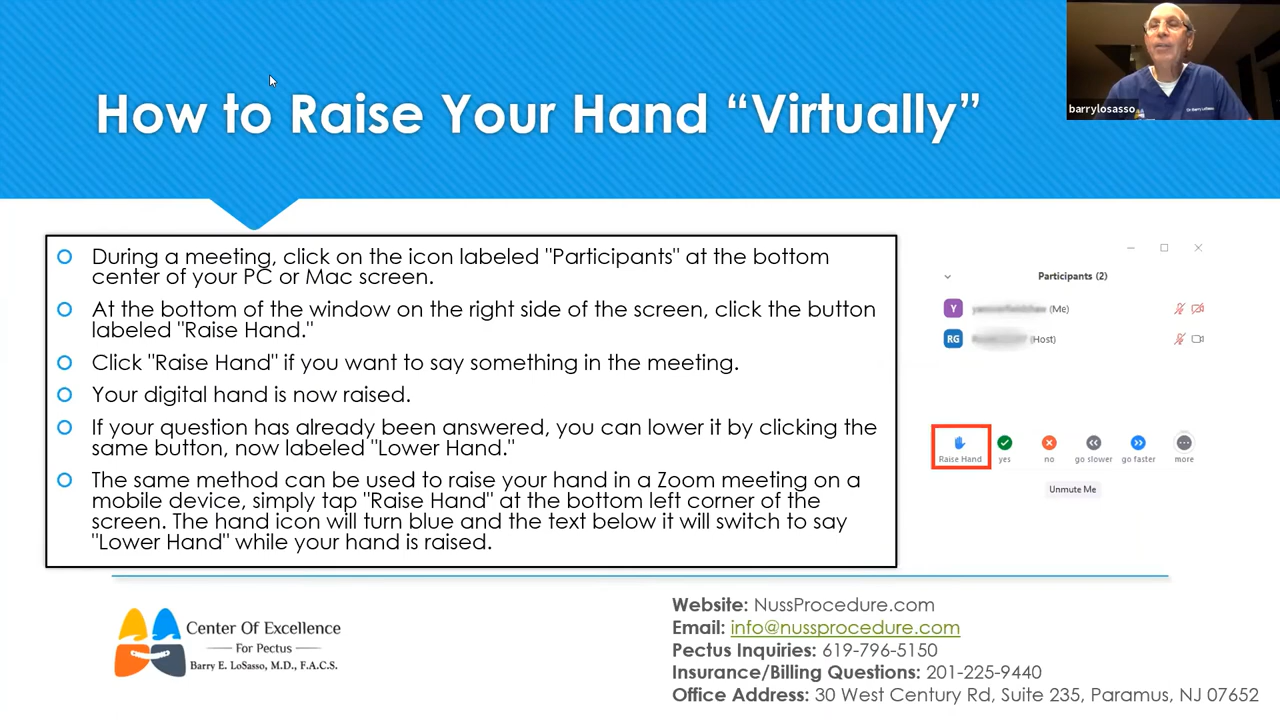 How to Raise Your Hand “Virtually”
barrylosasso
Dr. Barry LoSasso
During a meeting, click on the icon labeled "Participants" at the bottom
center of your PC or Mac screen.
At the bottom of the window on the right side of the screen, click the button
labeled "Raise Hand."
Click "Raise Hand" if you want to say something in the meeting.
Your digital hand is now raised.
If your question has already been answered, you can lower it by clicking the
same button, now labeled "Lower Hand."
The same method can be used to raise your hand in a Zoom meeting on a
mobile device, simply tap "Raise Hand" at the bottom left corner of the
screen. The hand icon will turn blue and the text below it will switch to say
"Lower Hand" while your hand is raised.
Participants (2)
Y (Me)
RG (Host)
Raise Hand yes no go slower go faster more
Unmute Me
Center Of Excellence
For Pectus
Barry E. LoSasso, M.D., F.A.C.S.
Website: NussProcedure.com
Email: info@nussprocedure.com
Pectus Inquiries: 619-796-5150
Insurance/Billing Questions: 201-225-9440
Office Address: 30 West Century Rd, Suite 235, Paramus, NJ 07652